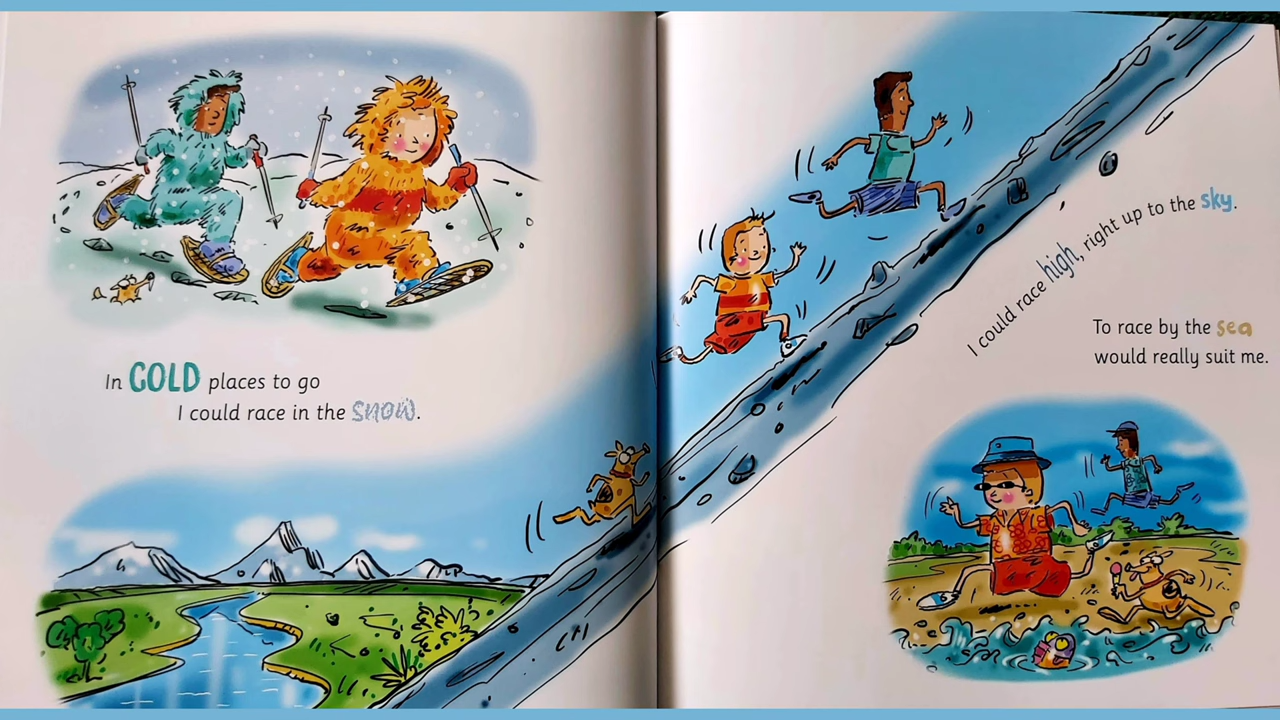 In COLD places to go
I could race in the snow.
I could race high, right up to the sky.
To race by the sea
would really suit me.